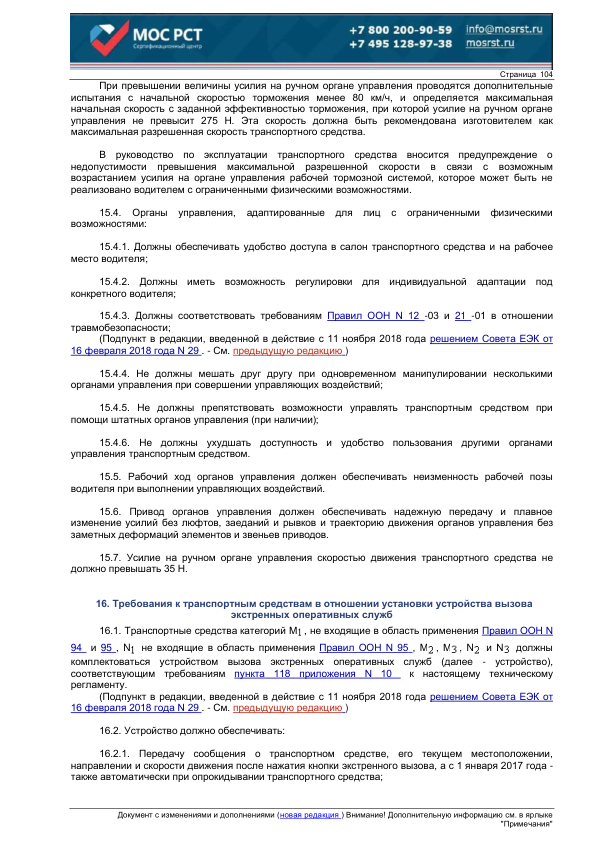 МОС РСТ
Сертификационный центр
+7 800 200-90-59 info@mosrst.ru
+7 495 128-97-38 mosrst.ru
Страница 104
При превышении величины усилия на ручном органе управления проводятся дополнительные
испытания с начальной скоростью торможения менее 80 км/ч, и определяется максимальная
начальная скорость с заданной эффективностью торможения, при которой усилие на ручном органе
управления не превысит 275 Н. Эта скорость должна быть рекомендована изготовителем как
максимальная разрешенная скорость транспортного средства.
В руководство по эксплуатации транспортного средства вносится предупреждение о
недопустимости превышения максимальной разрешенной скорости в связи с возможным
возрастанием усилия на органе управления рабочей тормозной системой, которое может быть не
реализовано водителем с ограниченными физическими возможностями.
15.4. Органы управления, адаптированные для лиц с ограниченными физическими
возможностями:
15.4.1. Должны обеспечивать удобство доступа в салон транспортного средства и на рабочее
место водителя;
15.4.2. Должны иметь возможность регулировки для индивидуальной адаптации под
конкретного водителя;
15.4.3. Должны соответствовать требованиям Правил ООН N 12 -03 и 21 -01 в отношении
травмобезопасности;
(Подпункт в редакции, введенной в действие с 11 ноября 2018 года решением Совета ЕЭК от
16 февраля 2018 года N 29 . - См. предыдущую редакцию )
15.4.4. Не должны мешать друг другу при одновременном манипулировании несколькими
органами управления при совершении управляющих воздействий;
15.4.5. Не должны препятствовать возможности управлять транспортным средством при
помощи штатных органов управления (при наличии);
15.4.6. Не должны ухудшать доступность и удобство пользования другими органами
управления транспортным средством.
15.5. Рабочий ход органов управления должен обеспечивать неизменность рабочей позы
водителя при выполнении управляющих воздействий.
15.6. Привод органов управления должен обеспечивать надежную передачу и плавное
изменение усилий без люфтов, заеданий и рывков и траекторию движения органов управления без
заметных деформаций элементов и звеньев приводов.
15.7. Усилие на ручном органе управления скоростью движения транспортного средства не
должно превышать 35 Н.
16. Требования к транспортным средствам в отношении установки устройства вызова
экстренных оперативных служб
16.1. Транспортные средства категорий M1 , не входящие в область применения Правил ООН N
94 и 95 , N1 не входящие в область применения Правил ООН N 95 , M2 , M3 , N2 и N3 должны
комплектоваться устройством вызова экстренных оперативных служб (далее - устройство),
соответствующим требованиям пункта 118 приложения N 10 к настоящему техническому
регламенту.
(Подпункт в редакции, введенной в действие с 11 ноября 2018 года решением Совета ЕЭК от
16 февраля 2018 года N 29 . - См. предыдущую редакцию )
16.2. Устройство должно обеспечивать:
16.2.1. Передачу сообщения о транспортном средстве, его текущем местоположении,
направлении и скорости движения после нажатия кнопки экстренного вызова, а с 1 января 2017 года -
также автоматически при опрокидывании транспортного средства;
Документ с изменениями и дополнениями (новая редакция ) Внимание! Дополнительную информацию см. в ярлыке
"Примечания"